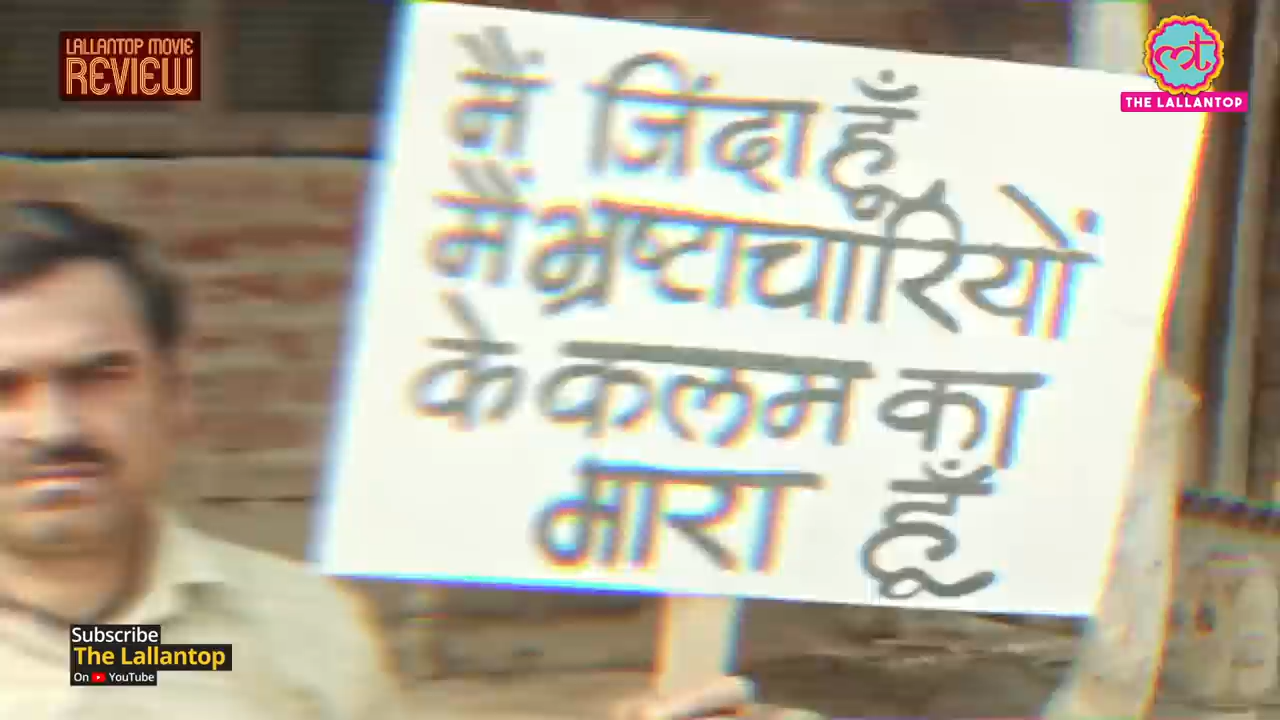 LALLANTOP MOVIE
REVIEW
THE LALLANTOP
मैं जिंदा हूँ
मैं भ्रष्टाचारियों
के कलम का
मारा हूँ
Subscribe
The Lallantop
On YouTube